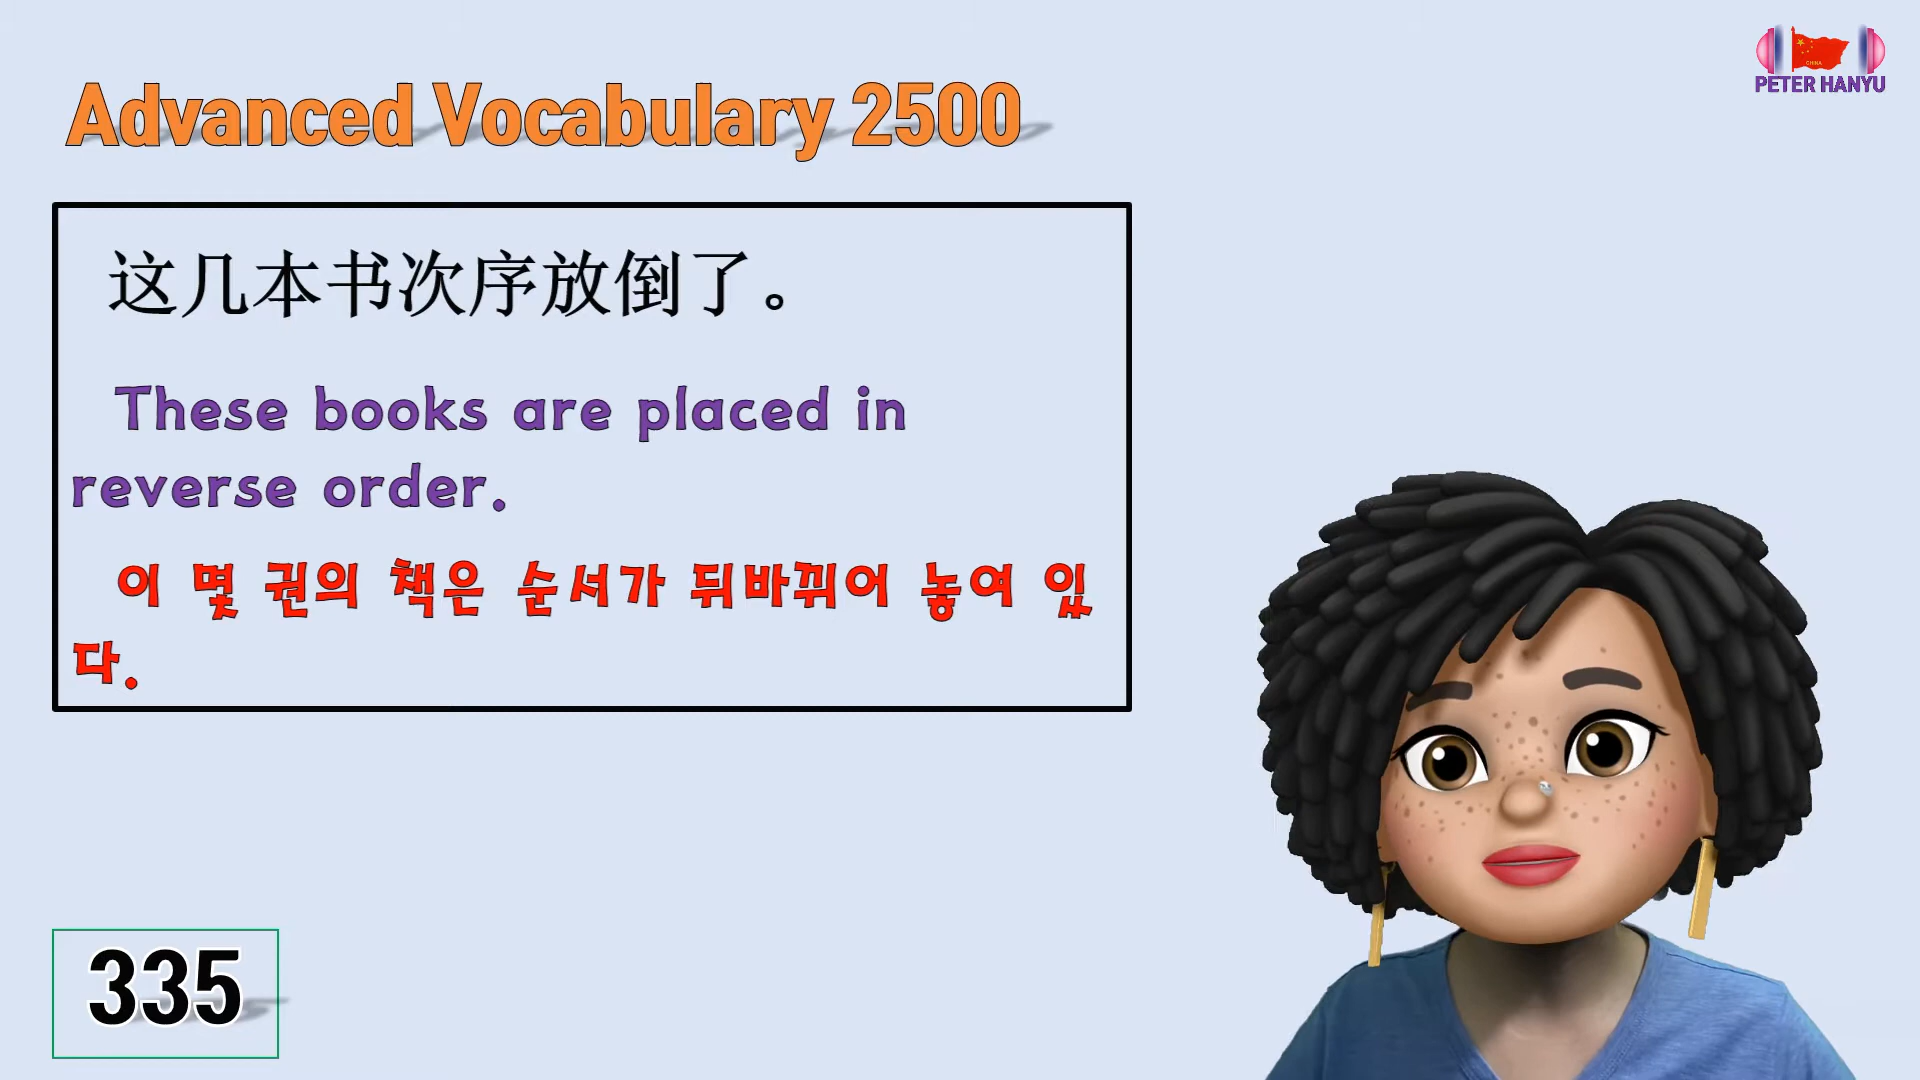 Advanced Vocabulary 2500
PETER HANYU
CHINA
这几本书次序放倒了。
These books are placed in
reverse order.
이 몇 권의 책은 순서가 뒤바뀌어 놓여 있
다.
335